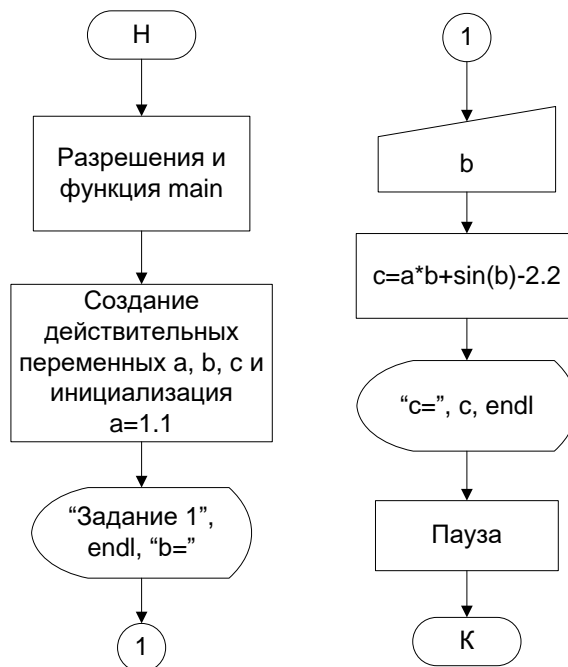 Н
Разрешения и
функция main
Создание
действительных
переменных a, b, c и
инициализация
a=1.1
“Задание 1”,
endl, “b=”
1
1
b
c=a*b+sin(b)-2.2
“c=”, c, endl
Пауза
К